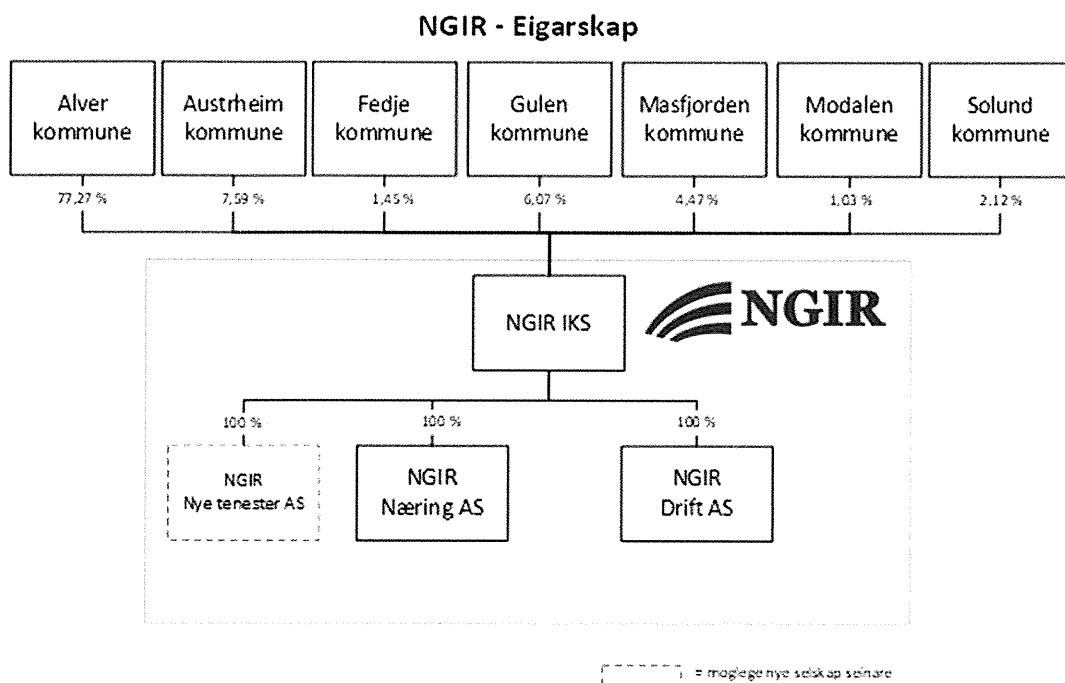 NGIR - Eigarskap
Alver
kommune
Austrheim
kommune
Fedje
kommune
Gulen
kommune
Masfjorden
kommune
Modalen
kommune
Solund
kommune
77,27 %
7,59 %
1,45 %
6,07 %
4,47 %
1,03 %
2,12 %
NGIR IKS
NGIR
100 %
100 %
100 %
NGIR
Nye tenester AS
NGIR
Næring AS
NGIR
Drift AS
= moglege nye selskap seinare